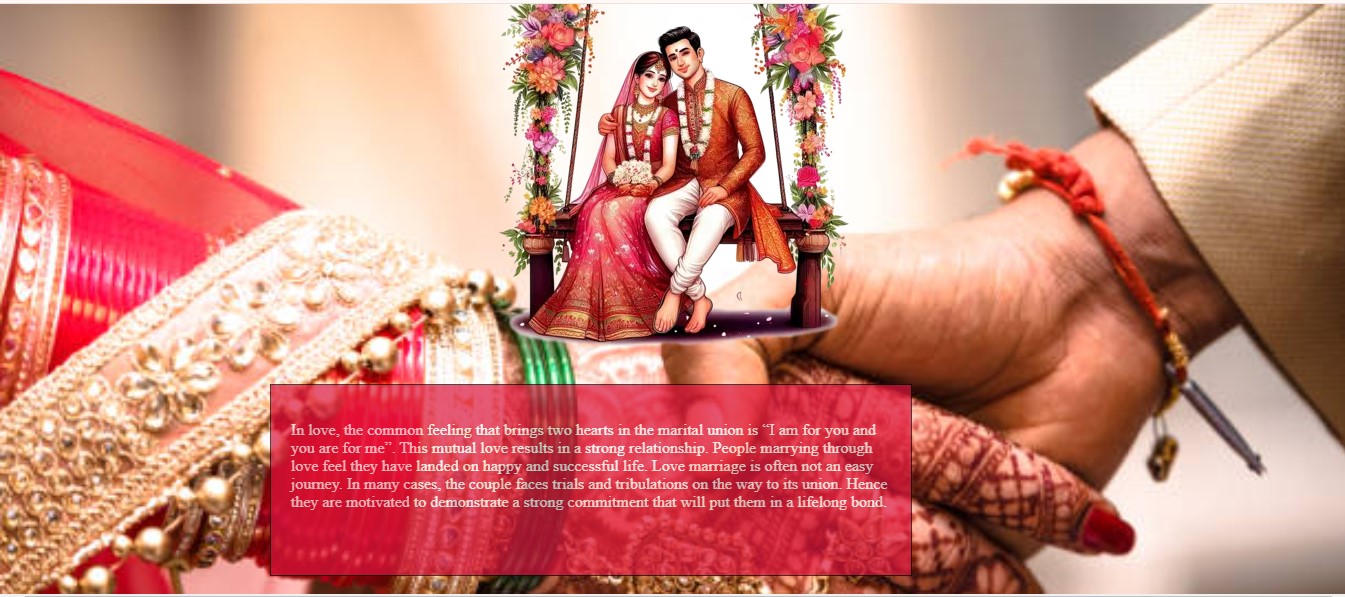 In love, the common feeling that brings two hearts in the marital union is “I am for you and
you are for me”. This mutual love results in a strong relationship. People marrying through
love feel they have landed on happy and successful life. Love marriage is often not an easy
journey. In many cases, the couple faces trials and tribulations on the way to its union. Hence
they are motivated to demonstrate a strong commitment that will put them in a lifelong bond.